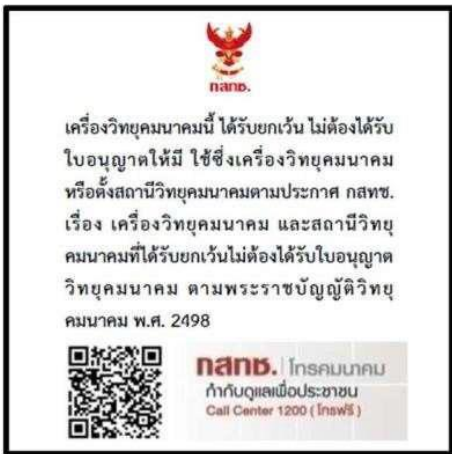 กสทช.
เครื่องวิทยุคมนาคมนี้ ได้รับยกเว้น ไม่ต้องได้รับ
ใบอนุญาตให้มี ใช้ซึ่งเครื่องวิทยุคมนาคม
หรือตั้งสถานีวิทยุคมนาคมตามประกาศ กสทช.
เรื่อง เครื่องวิทยุคมนาคม และสถานีวิทยุ
คมนาคมที่ได้รับยกเว้นไม่ต้องได้รับใบอนุญาต
วิทยุคมนาคม ตามพระราชบัญญัติวิทยุ
คมนาคม พ.ศ. 2498
กสทช. | โทรคมนาคม
กำกับดูแลเพื่อประชาชน
Call Center 1200 ( โทรฟรี )